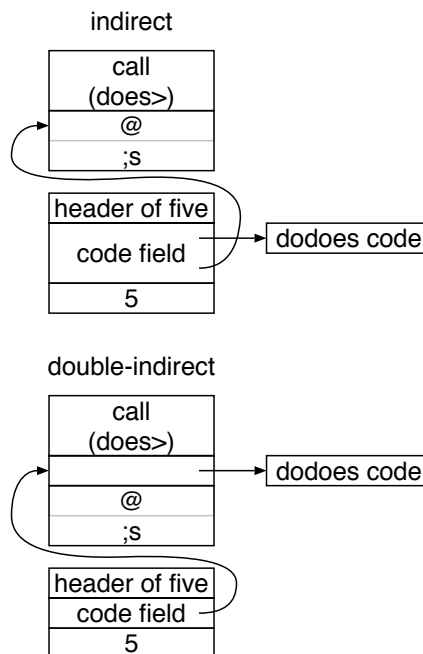 indirect
call
(does>)
@
;s
header of five
code field
dodoes code
5
double-indirect
call
(does>)
dodoes code
@
;s
header of five
code field
5